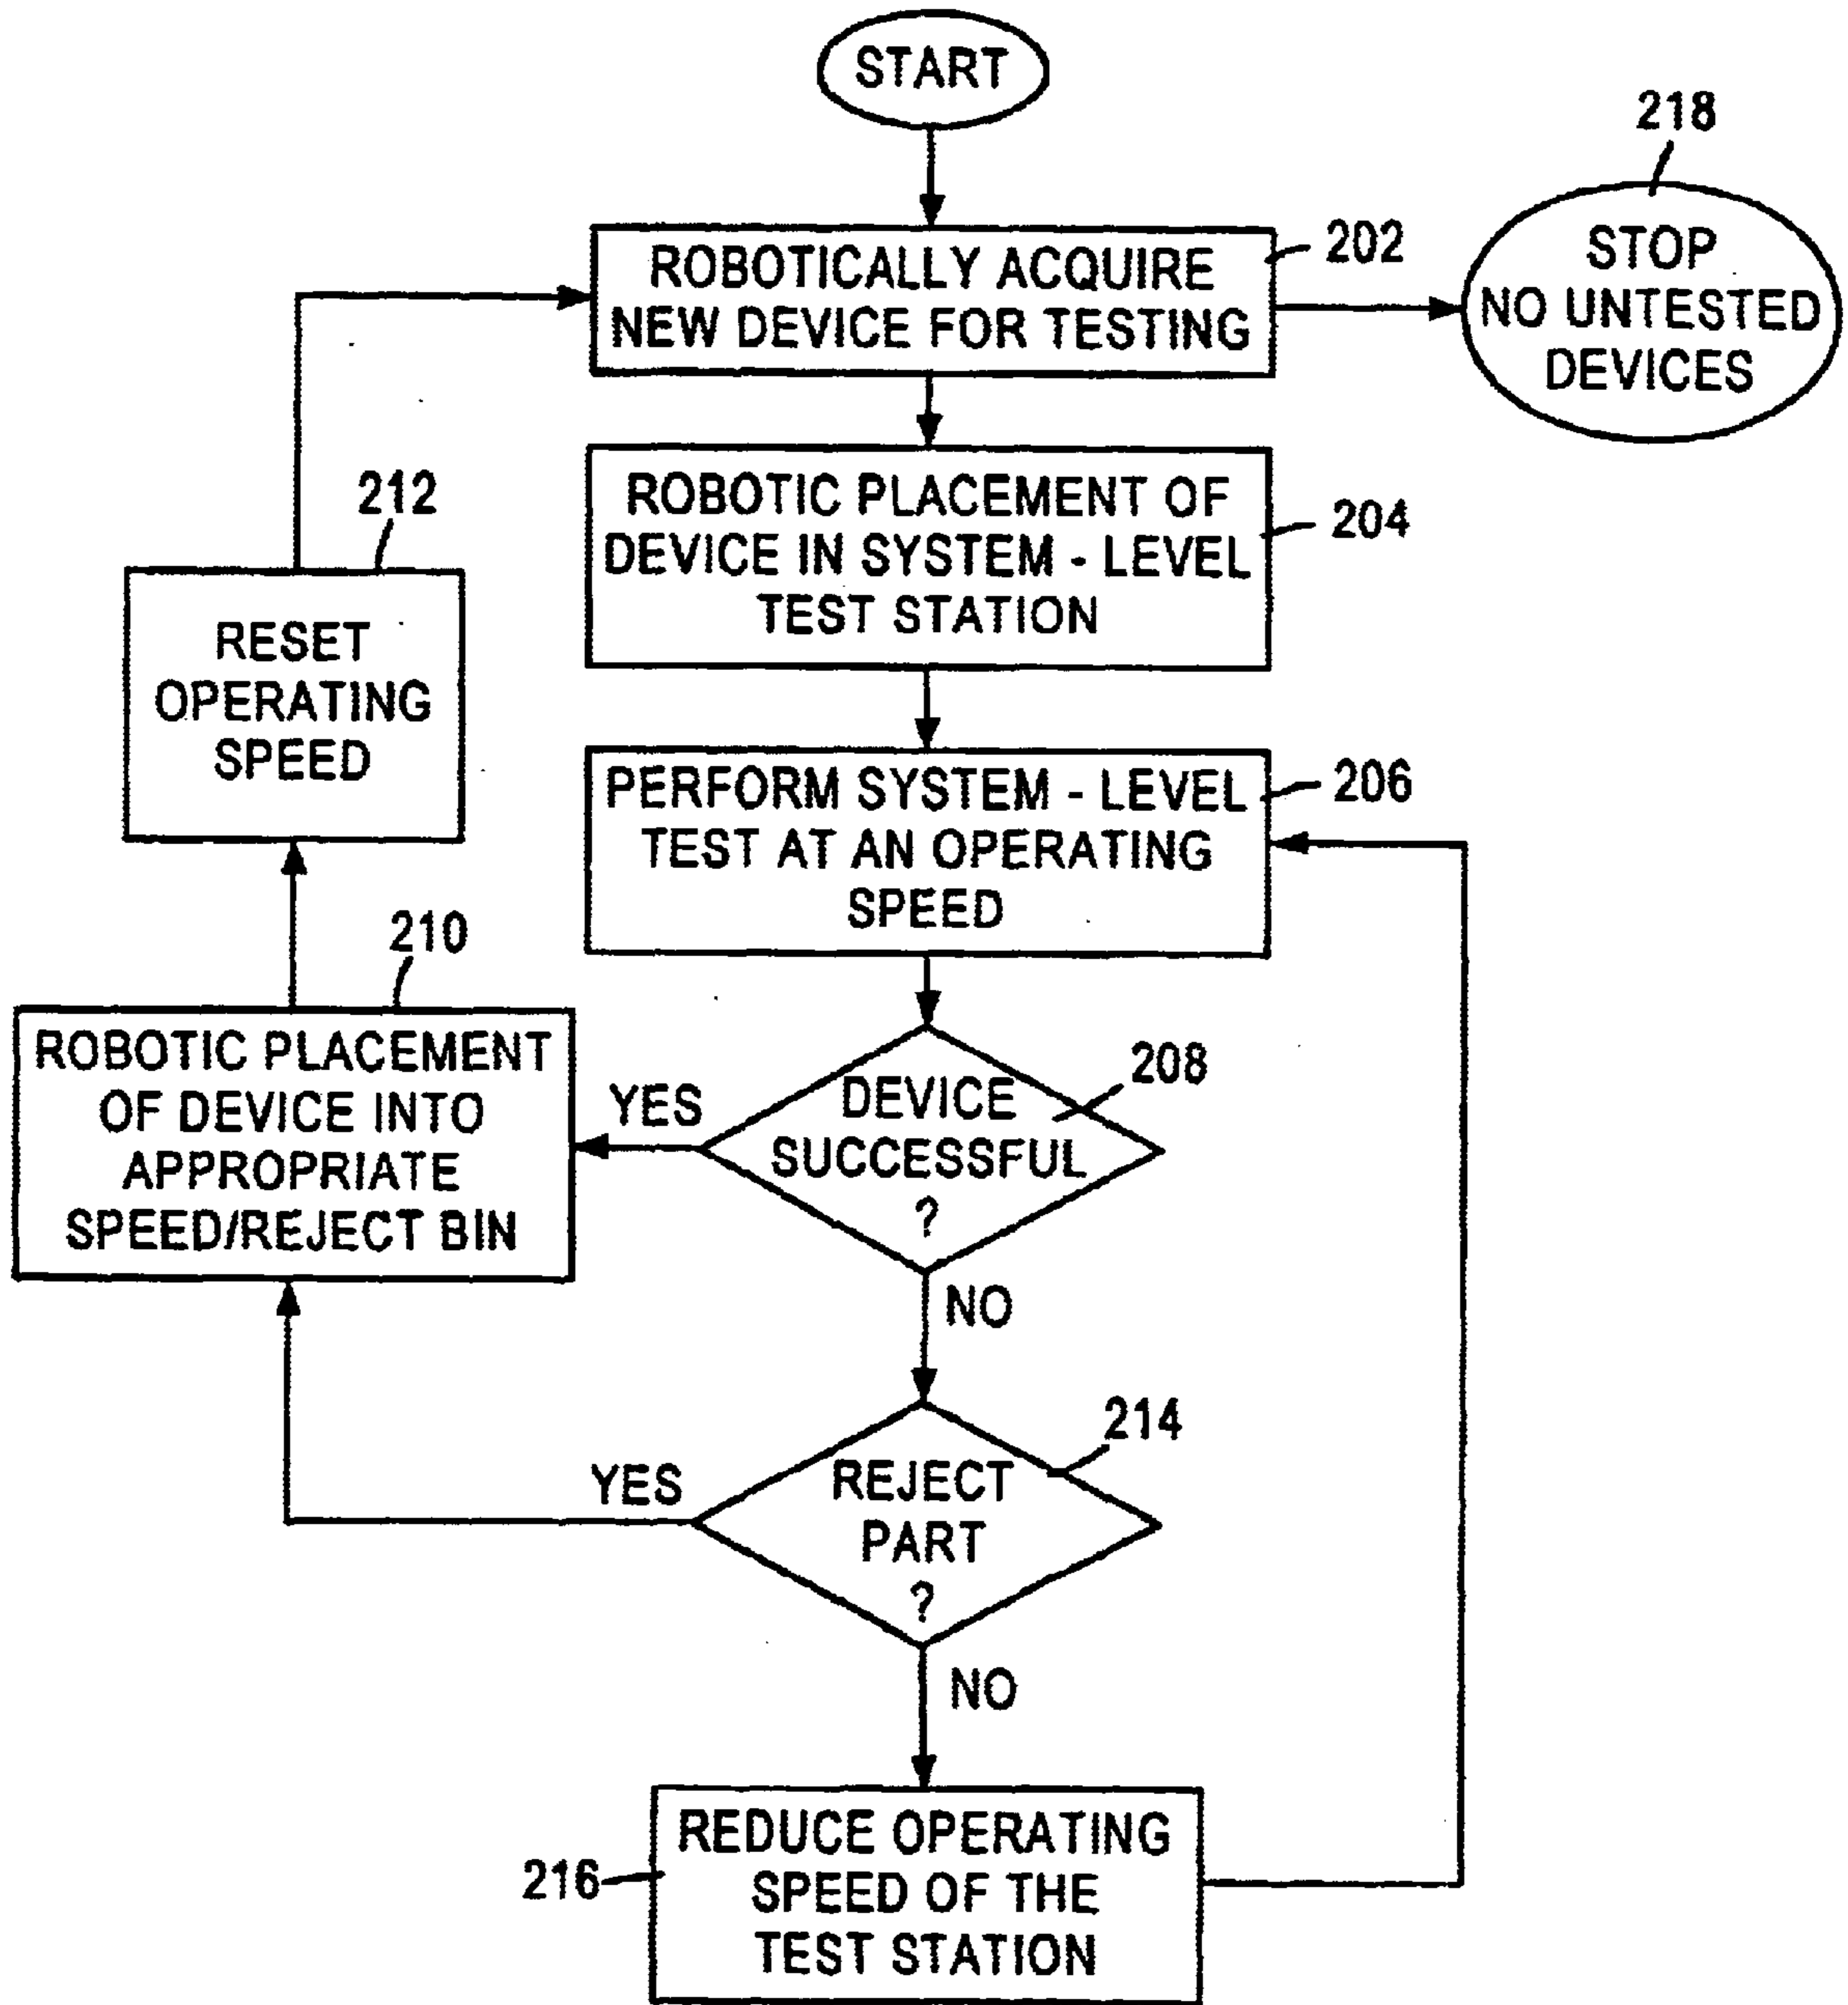 START
218
STOP
NO UNTESTED
DEVICES
ROBOTICALLY ACQUIRE
NEW DEVICE FOR TESTING
202
ROBOTIC PLACEMENT OF
DEVICE IN SYSTEM - LEVEL
TEST STATION
204
212
RESET
OPERATING
SPEED
PERFORM SYSTEM - LEVEL
TEST AT AN OPERATING
SPEED
206
210
ROBOTIC PLACEMENT
OF DEVICE INTO
APPROPRIATE
SPEED/REJECT BIN
YES
DEVICE
SUCCESSFUL
?
208
NO
YES
REJECT
PART
?
214
NO
REDUCE OPERATING
SPEED OF THE
TEST STATION
216